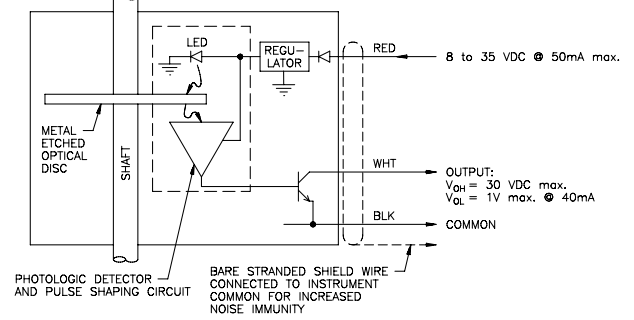 LED
REGU-
LATOR
RED
8 to 35 VDC @ 50mA max.
METAL
ETCHED
OPTICAL
DISC
SHAFT
WHT
OUTPUT:
VOH = 30 VDC max.
VOL = 1V max. @ 40mA
BLK
COMMON
PHOTOLOGIC DETECTOR
AND PULSE SHAPING CIRCUIT
BARE STRANDED SHIELD WIRE
CONNECTED TO INSTRUMENT
COMMON FOR INCREASED
NOISE IMMUNITY